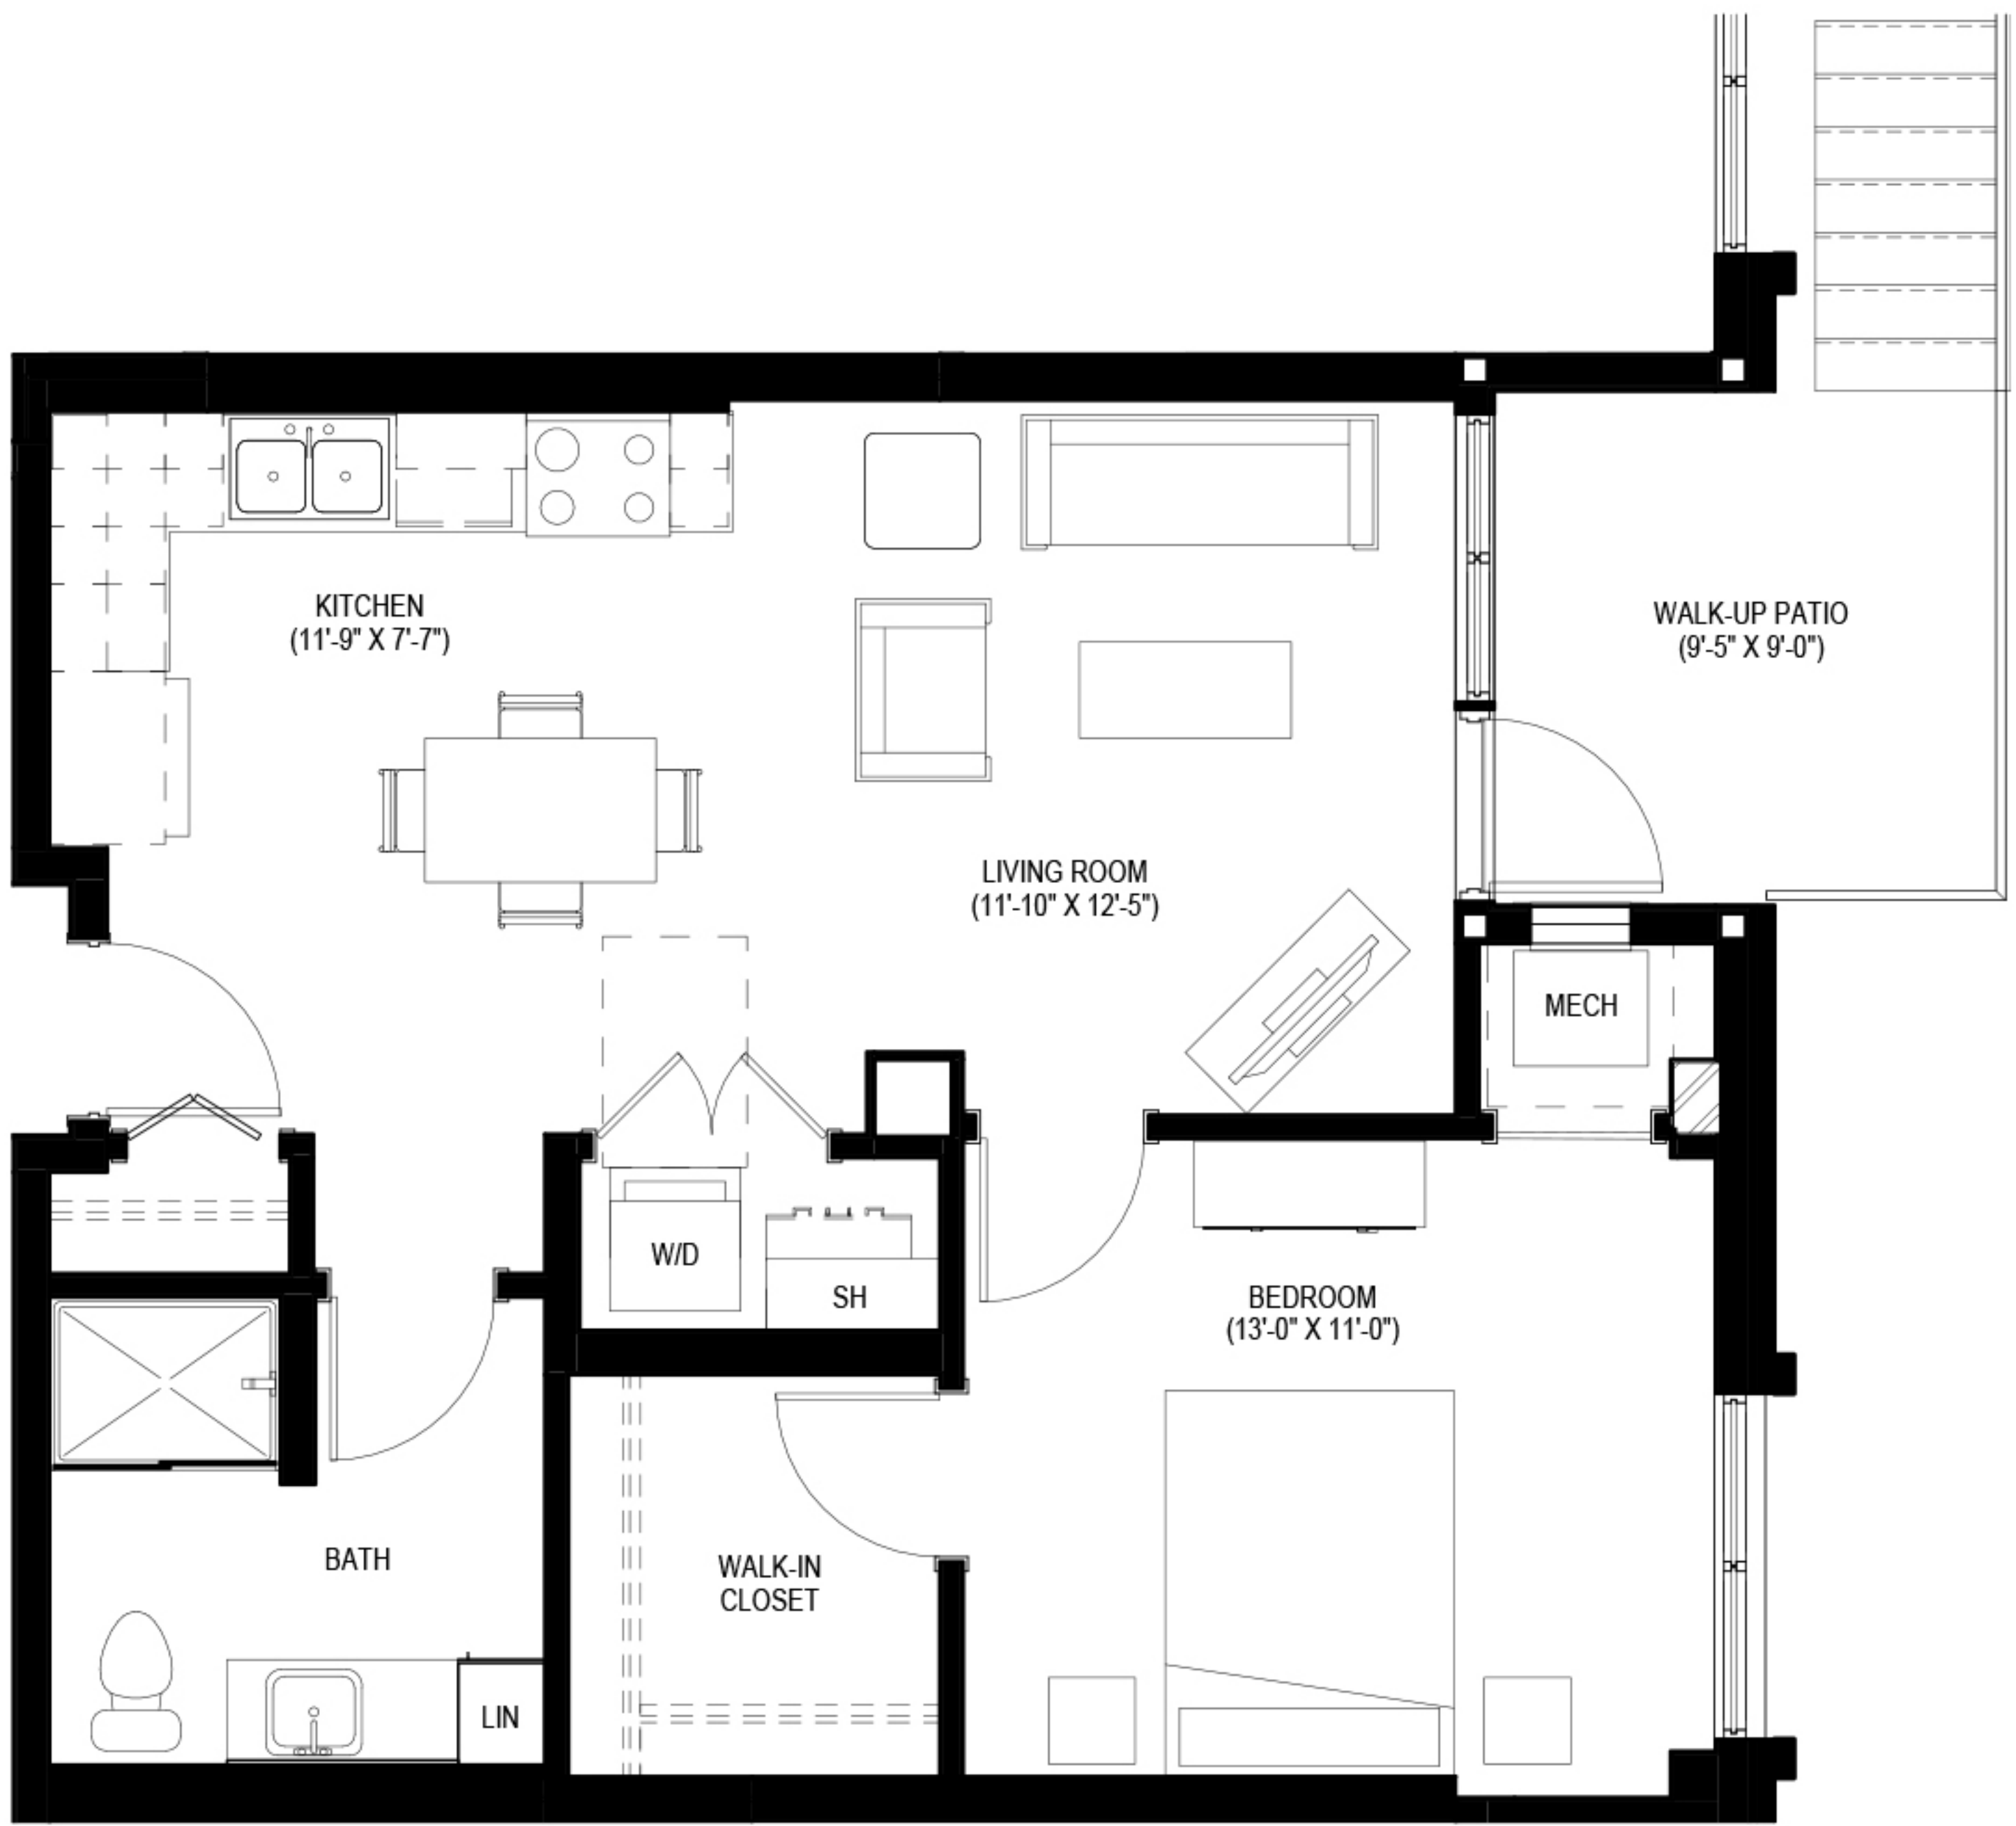 KITCHEN
(11'-9" X 7'-7")
WALK-UP PATIO
(9'-5" X 9'-0")
LIVING ROOM
(11'-10" X 12'-5")
MECH
W/D
SH
BEDROOM
(13'-0" X 11'-0")
BATH
WALK-IN
CLOSET
LIN